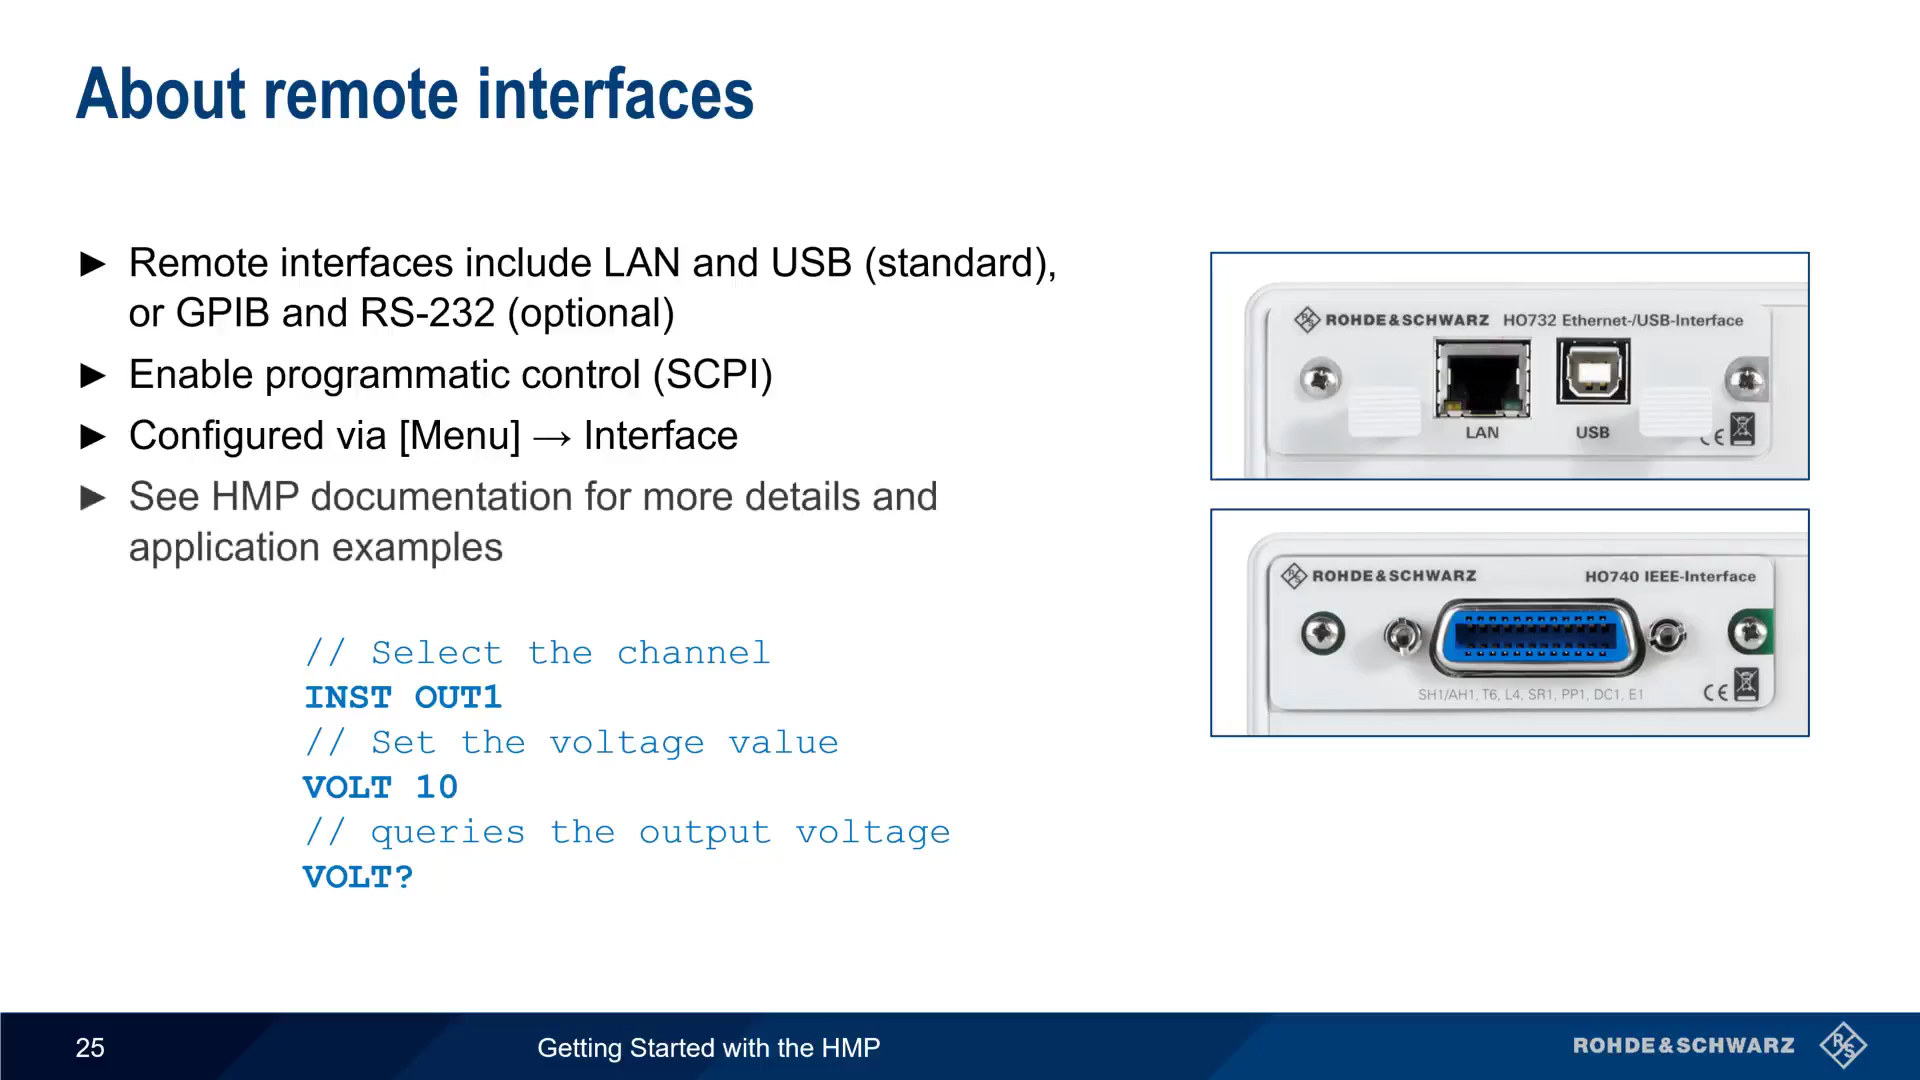 About remote interfaces
► Remote interfaces include LAN and USB (standard),
or GPIB and RS-232 (optional)
► Enable programmatic control (SCPI)
► Configured via [Menu] → Interface
► See HMP documentation for more details and
application examples
// Select the channel
INST OUT1
// Set the voltage value
VOLT 10
// queries the output voltage
VOLT?
ROHDE&SCHWARZ HO732 Ethernet-/USB-Interface
LAN USB
CE
ROHDE&SCHWARZ HO740 IEEE-Interface
SH1/AH1, T6, L4, SR1, PP1, DC1, E1
CE
25 Getting Started with the HMP ROHDE&SCHWARZ